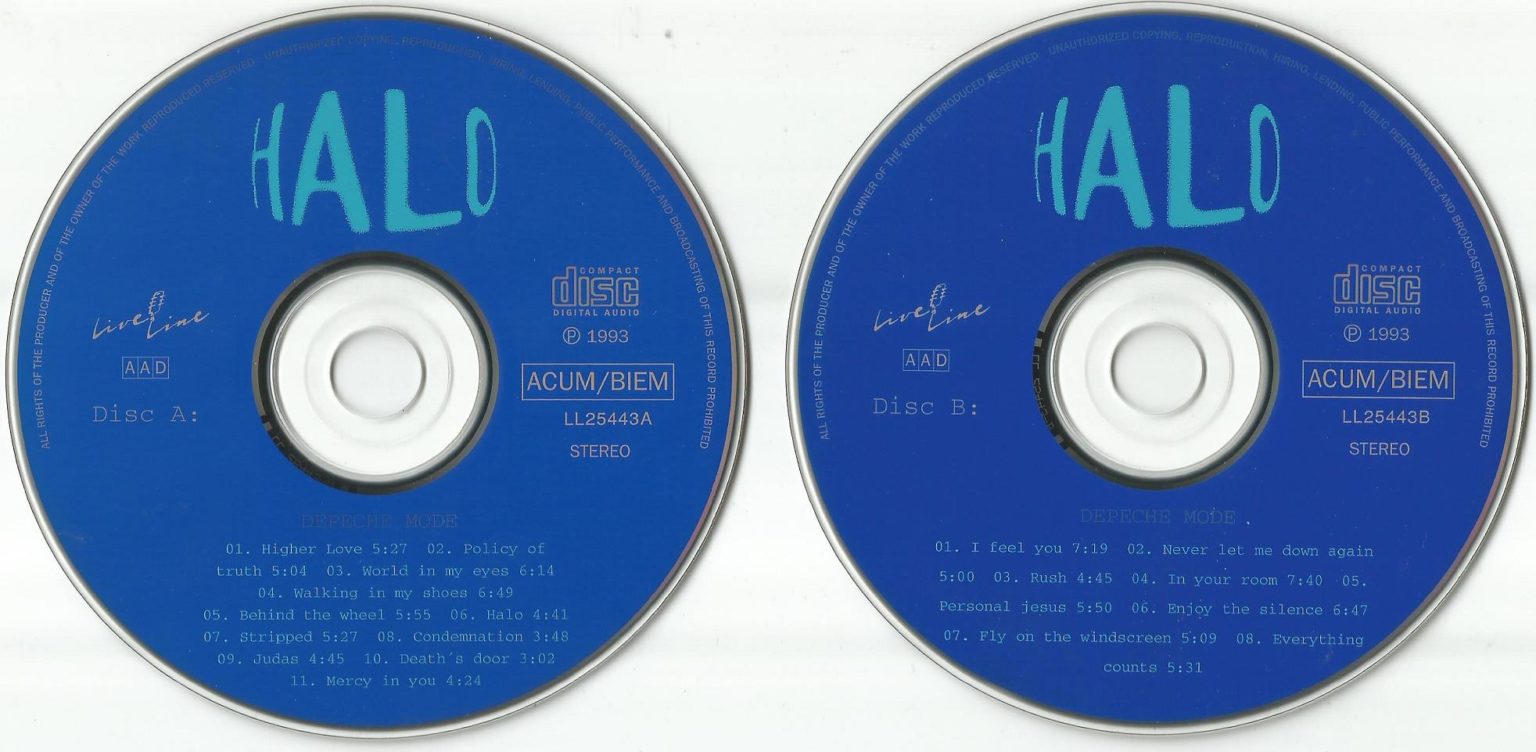 ALL RIGHTS OF THE PRODUCER AND OF THE OWNER OF THE WORK REPRODUCED RESERVED UNAUTHORIZED COPYING, REPRODUCTION, HIRING, LENDING, PUBLIC PERFORMANCE AND BROADCASTING OF THIS RECORD PROHIBITED
HALO
COMPACT
disc
DIGITAL AUDIO
Live Line
℗ 1993
AAD
ACUM/BIEM
Disc A:
LL25443A
STEREO
DEPECHE MODE
01. Higher Love 5:27 02. Policy of
truth 5:04 03. World in my eyes 6:14
04. Walking in my shoes 6:49
05. Behind the wheel 5:55 06. Halo 4:41
07. Stripped 5:27 08. Condemnation 3:48
09. Judas 4:45 10. Death´s door 3:02
11. Mercy in you 4:24
ALL RIGHTS OF THE PRODUCER AND OF THE OWNER OF THE WORK REPRODUCED RESERVED UNAUTHORIZED COPYING, REPRODUCTION, HIRING, LENDING, PUBLIC PERFORMANCE AND BROADCASTING OF THIS RECORD PROHIBITED
HALO
COMPACT
disc
DIGITAL AUDIO
Live Line
℗ 1993
AAD
ACUM/BIEM
Disc B:
LL25443B
STEREO
DEPECHE MODE
01. I feel you 7:19 02. Never let me down again
5:00 03. Rush 4:45 04. In your room 7:40 05.
Personal jesus 5:50 06. Enjoy the silence 6:47
07. Fly on the windscreen 5:09 08. Everything
counts 5:31